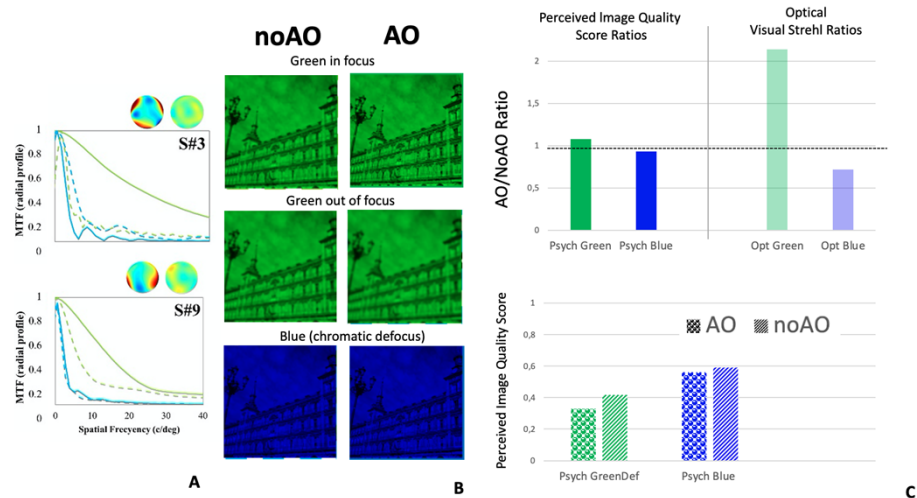 noAO AO
Green in focus
Green out of focus
Blue (chromatic defocus)
S#3
MTF (radial profile)
1
0.8
0.6
0.4
0.2
0
S#9
MTF (radial profile)
1
0.8
0.6
0.4
0.2
0
0 10 20 30 40
Spatial Frecyency (c/deg)
A
B
Perceived Image Quality
Score Ratios
Optical
Visual Strehl Ratios
AO/NoAO Ratio
2
1,5
1
0,5
0
Psych Green Psych Blue Opt Green Opt Blue
Perceived Image Quality Score
1
0,8
0,6
0,4
0,2
0
AO noAO
Psych GreenDef Psych Blue
C